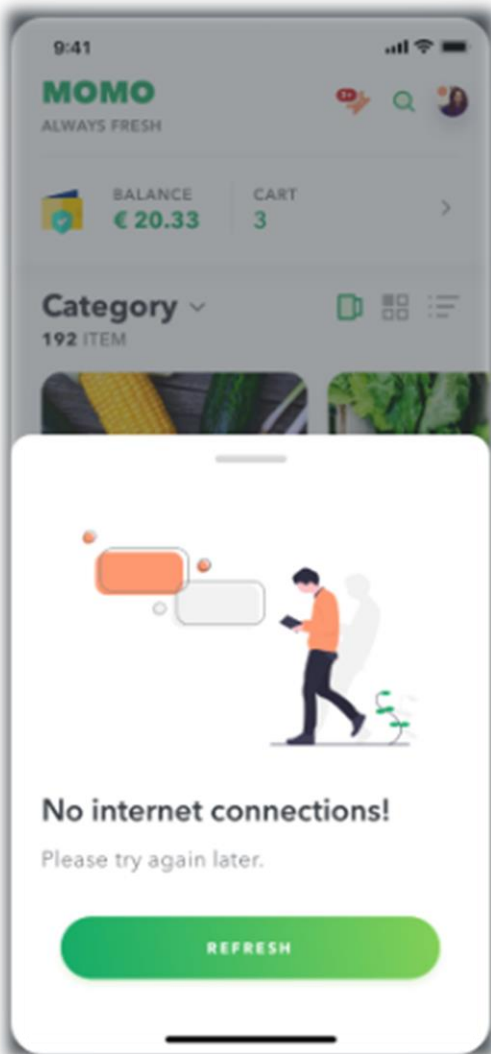 9:41
MOMO
ALWAYS FRESH
BALANCE
€ 20.33
CART
3
Category
192 ITEM
No internet connections!
Please try again later.
REFRESH